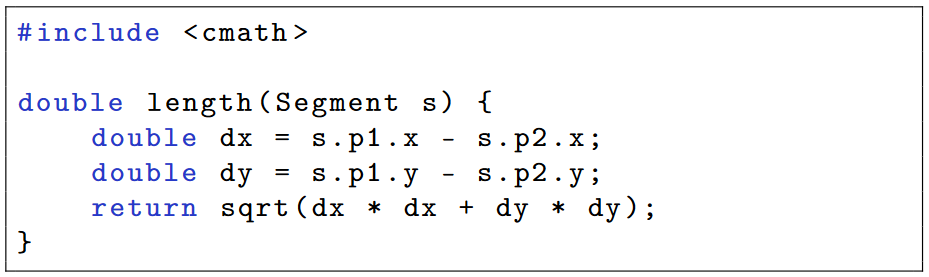 #include <cmath>
double length(Segment s) {
    double dx = s.p1.x - s.p2.x;
    double dy = s.p1.y - s.p2.y;
    return sqrt(dx * dx + dy * dy);
}